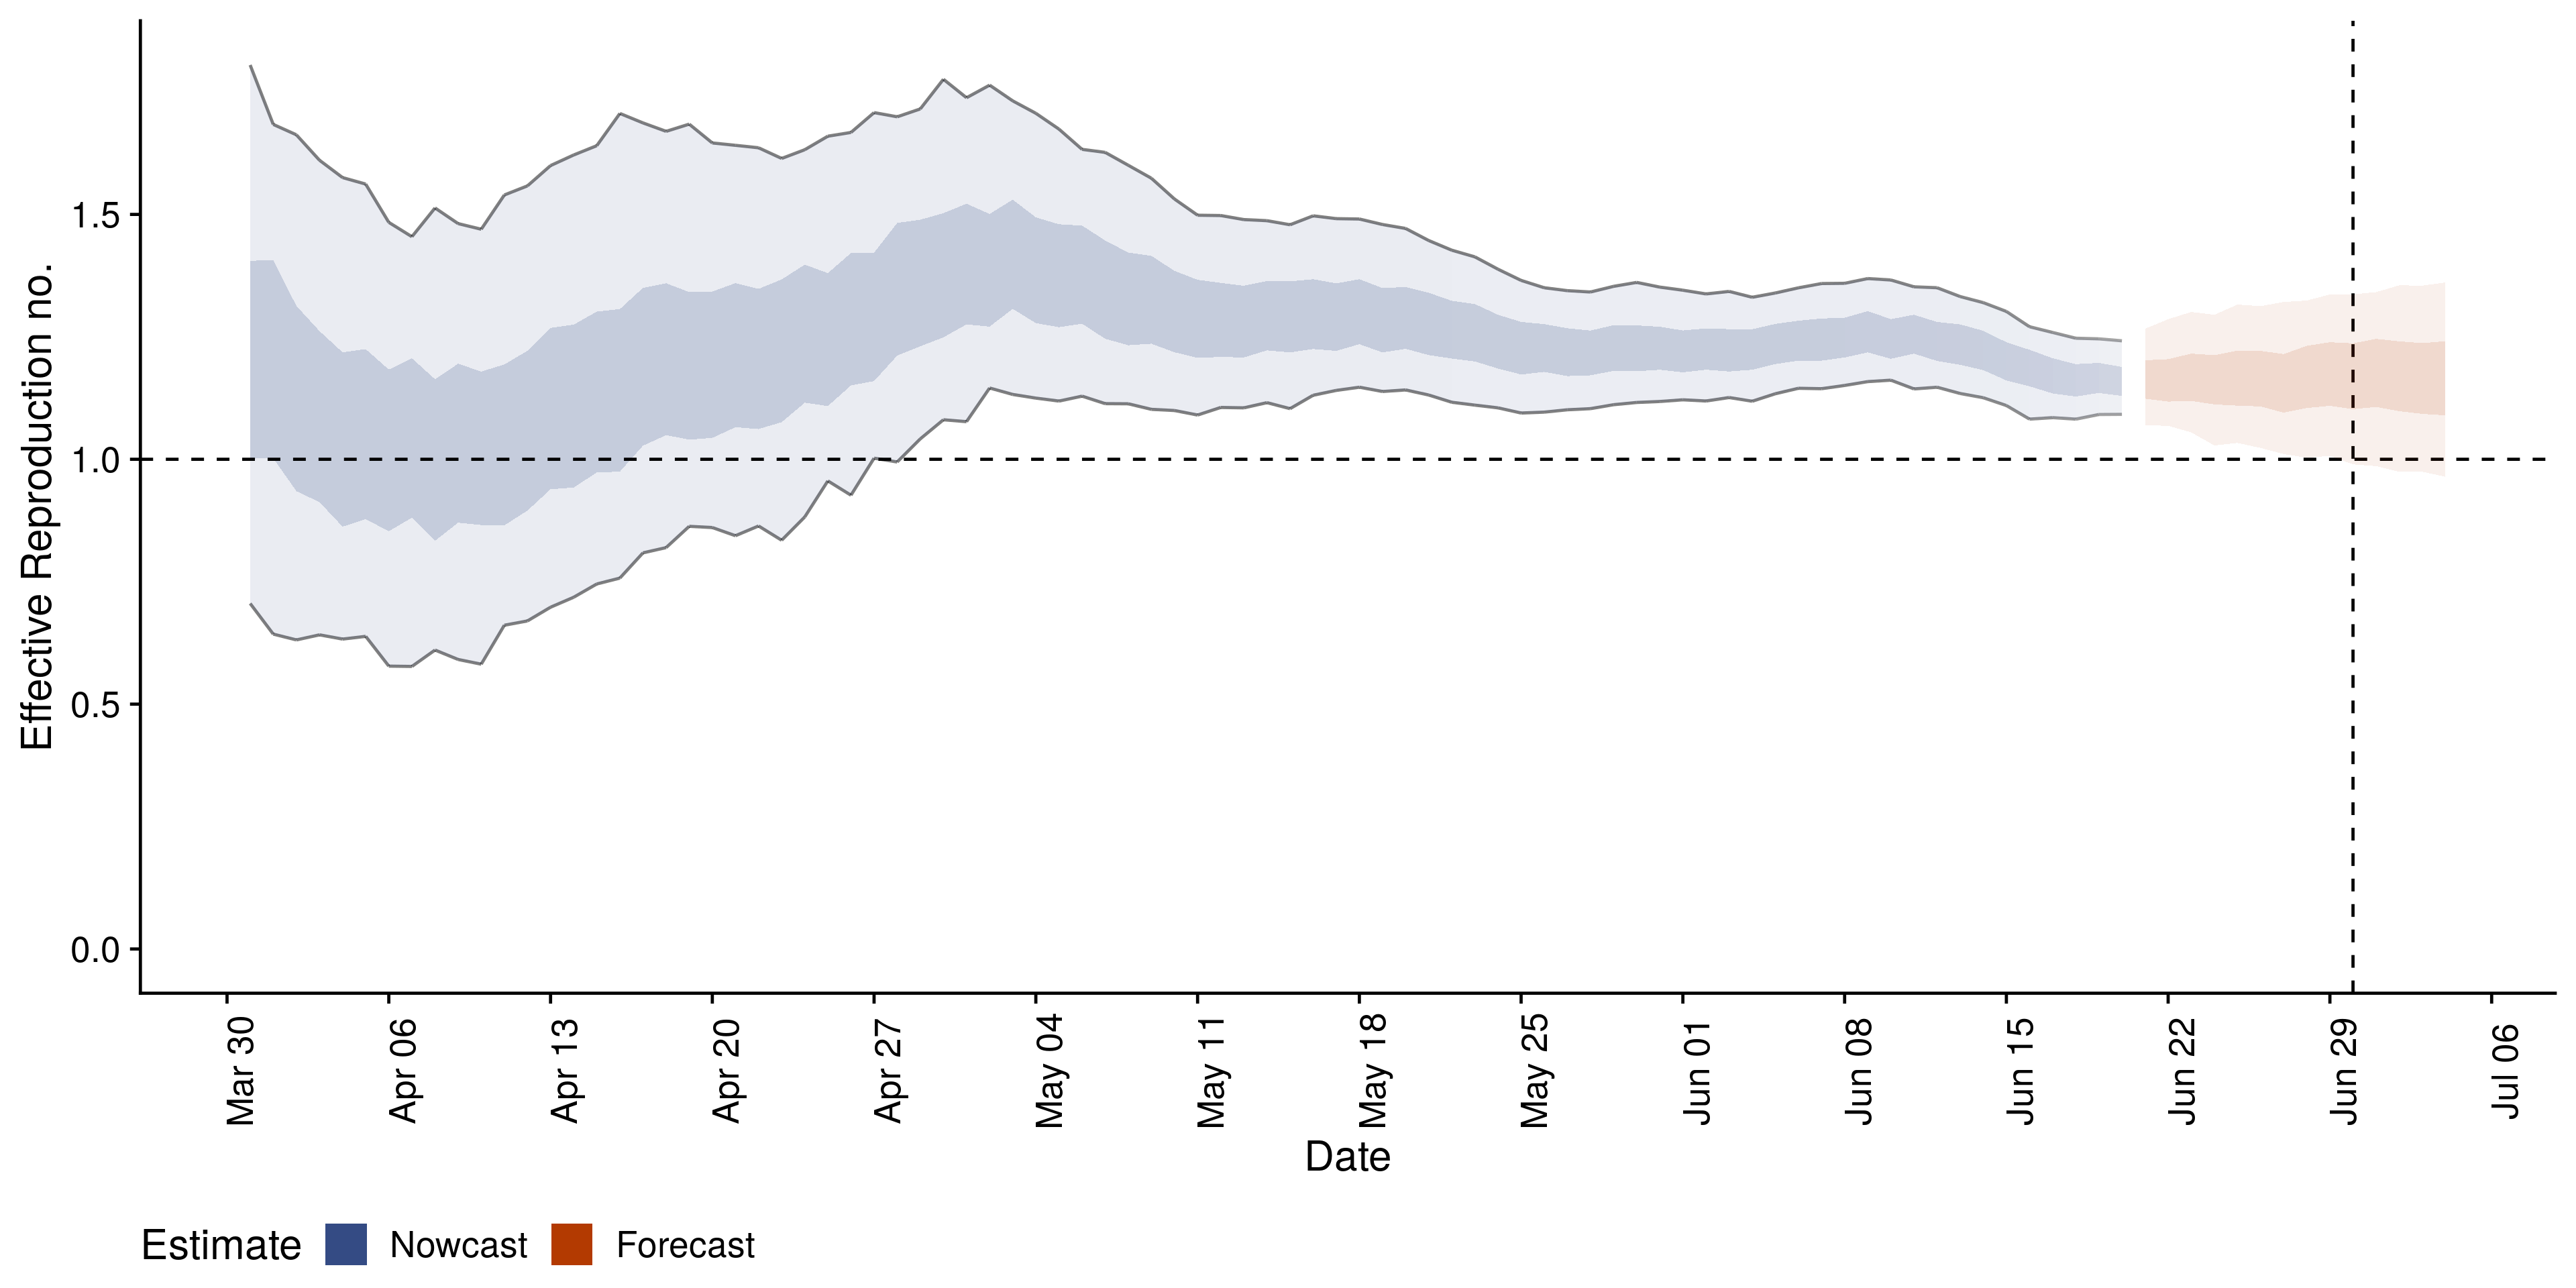 Effective Reproduction no.
1.5
1.0
0.5
0.0
Mar 30
Apr 06
Apr 13
Apr 20
Apr 27
May 04
May 11
May 18
May 25
Jun 01
Jun 08
Jun 15
Jun 22
Jun 29
Jul 06
Date
Estimate Nowcast Forecast